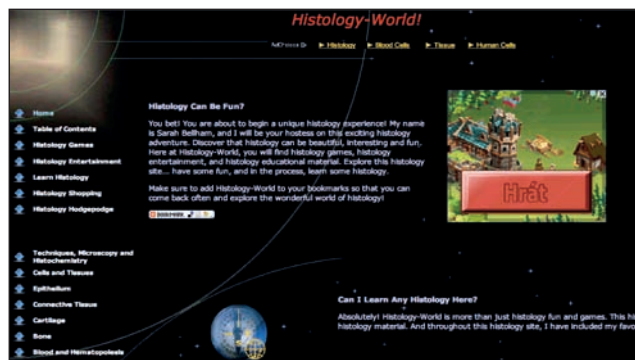 Histology-World!
AdChoices ▷ ► Histology ► Blood Cells ► Tissue ► Human Cells
Home
Table of Contents
Histology Games
Histology Entertainment
Learn Histology
Histology Shopping
Histology Hodgepodge
Techniques, Microscopy and
Histochemistry
Cells and Tissues
Epithelium
Connective Tissue
Cartilage
Bone
Blood and Hematopoiesis
Histology Can Be Fun?
You bet! You are about to begin a unique histology experience! My name
is Sarah Bellham, and I will be your hostess on this exciting histology
adventure. Discover that histology can be beautiful, interesting and fun.
Here at Histology-World, you will find histology games, histology
entertainment, and histology educational material. Explore this histology
site... have some fun, and in the process, learn some histology.
Make sure to add Histology-World to your bookmarks so that you can
come back often and explore the wonderful world of histology!
BOOKMARK
Hrát
Can I Learn Any Histology Here?
Absolutely! Histology-World is more than just histology fun and games. This hi
histology material. And throughout this histology site, I have included my favo